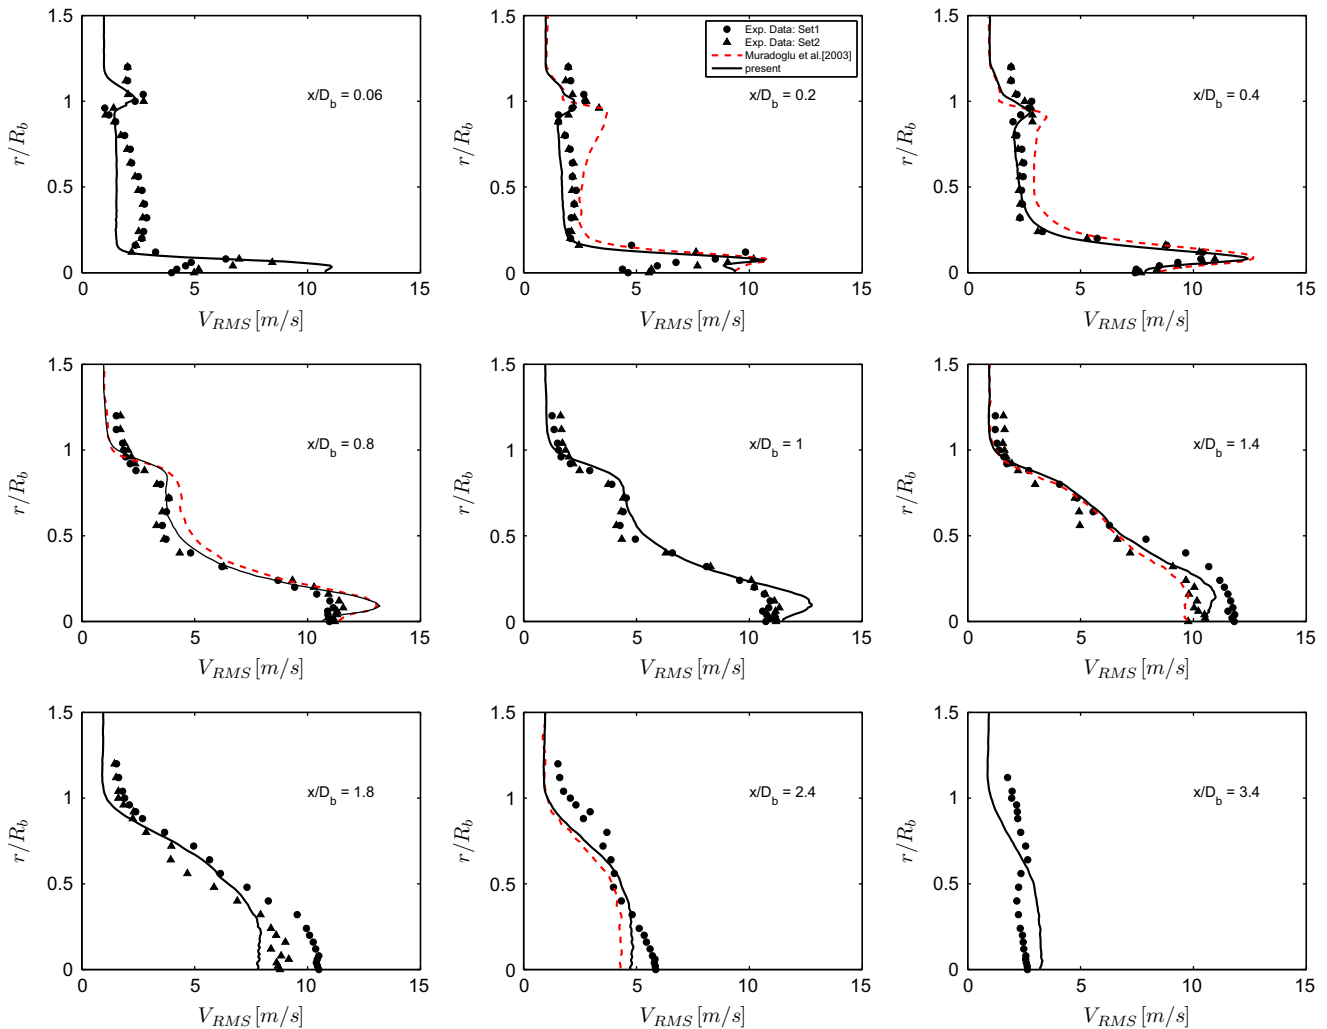 1.5
1
0.5
0
r/R_b
x/D_b = 0.06
0 5 10 15
V_RMS [m/s]
1.5
1
0.5
0
r/R_b
Exp. Data: Set1
Exp. Data: Set2
Muradoglu et al.[2003]
present
x/D_b = 0.2
0 5 10 15
V_RMS [m/s]
1.5
1
0.5
0
r/R_b
x/D_b = 0.4
0 5 10 15
V_RMS [m/s]
1.5
1
0.5
0
r/R_b
x/D_b = 0.8
0 5 10 15
V_RMS [m/s]
1.5
1
0.5
0
r/R_b
x/D_b = 1
0 5 10 15
V_RMS [m/s]
1.5
1
0.5
0
r/R_b
x/D_b = 1.4
0 5 10 15
V_RMS [m/s]
1.5
1
0.5
0
r/R_b
x/D_b = 1.8
0 5 10 15
V_RMS [m/s]
1.5
1
0.5
0
r/R_b
x/D_b = 2.4
0 5 10 15
V_RMS [m/s]
1.5
1
0.5
0
r/R_b
x/D_b = 3.4
0 5 10 15
V_RMS [m/s]